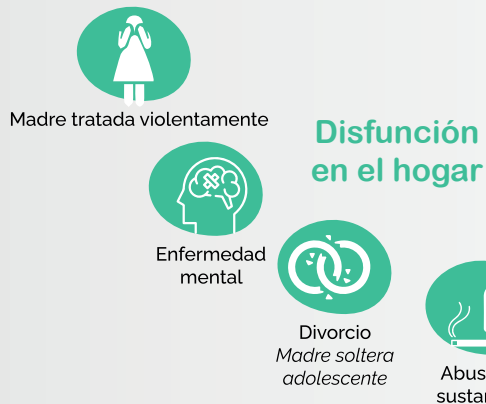 Madre tratada violentamente
Disfunción
en el hogar
Enfermedad
mental
Divorcio
Madre soltera
adolescente